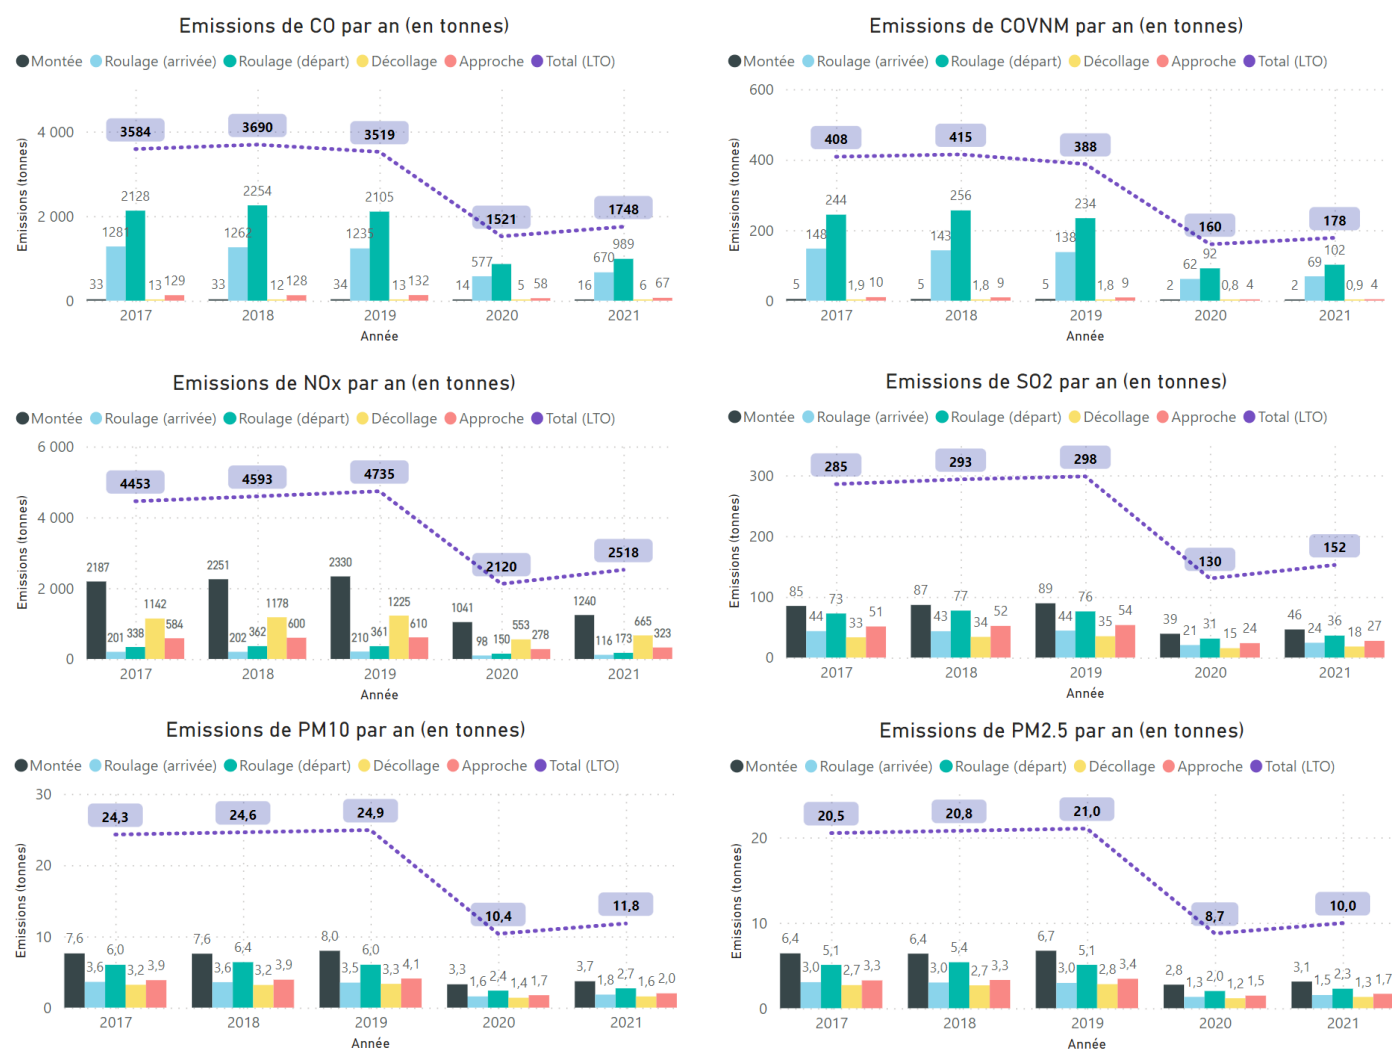 Emissions de CO par an (en tonnes)
Montée Roulage (arrivée) Roulage (départ) Décollage Approche Total (LTO)
Emissions (tonnes)
4 000
2 000
0
3584 3690 3519 1521 1748
33 1281 2128 13 129
33 1262 2254 12 128
34 1235 2105 13 132
14 577 5 58
16 670 989 6 67
2017 2018 2019 2020 2021
Année
Emissions de COVNM par an (en tonnes)
Montée Roulage (arrivée) Roulage (départ) Décollage Approche Total (LTO)
Emissions (tonnes)
600
400
200
0
408 415 388 160 178
5 148 244 1,9 10
5 143 256 1,8 9
5 138 234 1,8 9
2 62 92 0,8 4
2 69 102 0,9 4
2017 2018 2019 2020 2021
Année
Emissions de NOx par an (en tonnes)
Montée Roulage (arrivée) Roulage (départ) Décollage Approche Total (LTO)
Emissions (tonnes)
6 000
4 000
2 000
0
4453 4593 4735 2120 2518
2187 201 338 1142 584
2251 202 362 1178 600
2330 210 361 1225 610
1041 98 150 553 278
1240 116 173 665 323
2017 2018 2019 2020 2021
Année
Emissions de SO2 par an (en tonnes)
Montée Roulage (arrivée) Roulage (départ) Décollage Approche Total (LTO)
Emissions (tonnes)
300
200
100
0
285 293 298 130 152
85 44 73 33 51
87 43 77 34 52
89 44 76 35 54
39 21 31 15 24
46 24 36 18 27
2017 2018 2019 2020 2021
Année
Emissions de PM10 par an (en tonnes)
Montée Roulage (arrivée) Roulage (départ) Décollage Approche Total (LTO)
Emissions (tonnes)
30
20
10
0
24,3 24,6 24,9 10,4 11,8
7,6 3,6 6,0 3,2 3,9
7,6 3,6 6,4 3,2 3,9
8,0 3,5 6,0 3,3 4,1
3,3 1,6 2,4 1,4 1,7
3,7 1,8 2,7 1,6 2,0
2017 2018 2019 2020 2021
Année
Emissions de PM2.5 par an (en tonnes)
Montée Roulage (arrivée) Roulage (départ) Décollage Approche Total (LTO)
Emissions (tonnes)
20
10
0
20,5 20,8 21,0 8,7 10,0
6,4 3,0 5,1 2,7 3,3
6,4 3,0 5,4 2,7 3,3
6,7 3,0 5,1 2,8 3,4
2,8 1,3 2,0 1,2 1,5
3,1 1,5 2,3 1,3 1,7
2017 2018 2019 2020 2021
Année